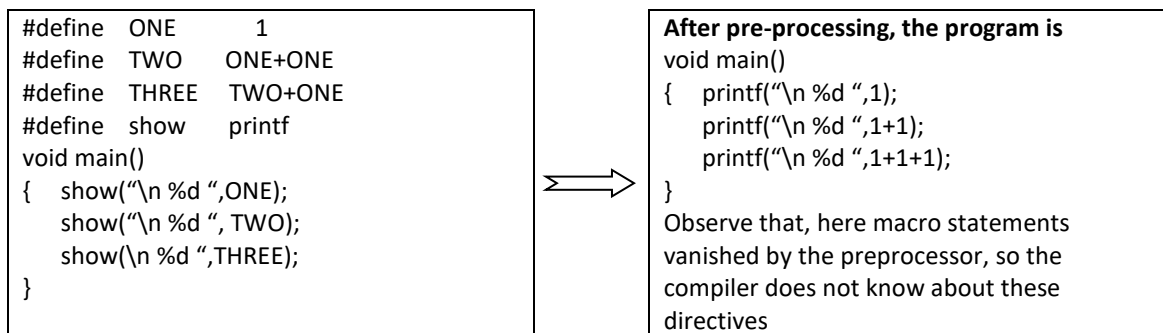 #define ONE 1
#define TWO ONE+ONE
#define THREE TWO+ONE
#define show printf
void main()
{ show(“\n %d “,ONE);
show(“\n %d “, TWO);
show(\n %d “,THREE);
}
After pre-processing, the program is
void main()
{ printf(“\n %d “,1);
printf(“\n %d “,1+1);
printf(“\n %d “,1+1+1);
}
Observe that, here macro statements
vanished by the preprocessor, so the
compiler does not know about these
directives